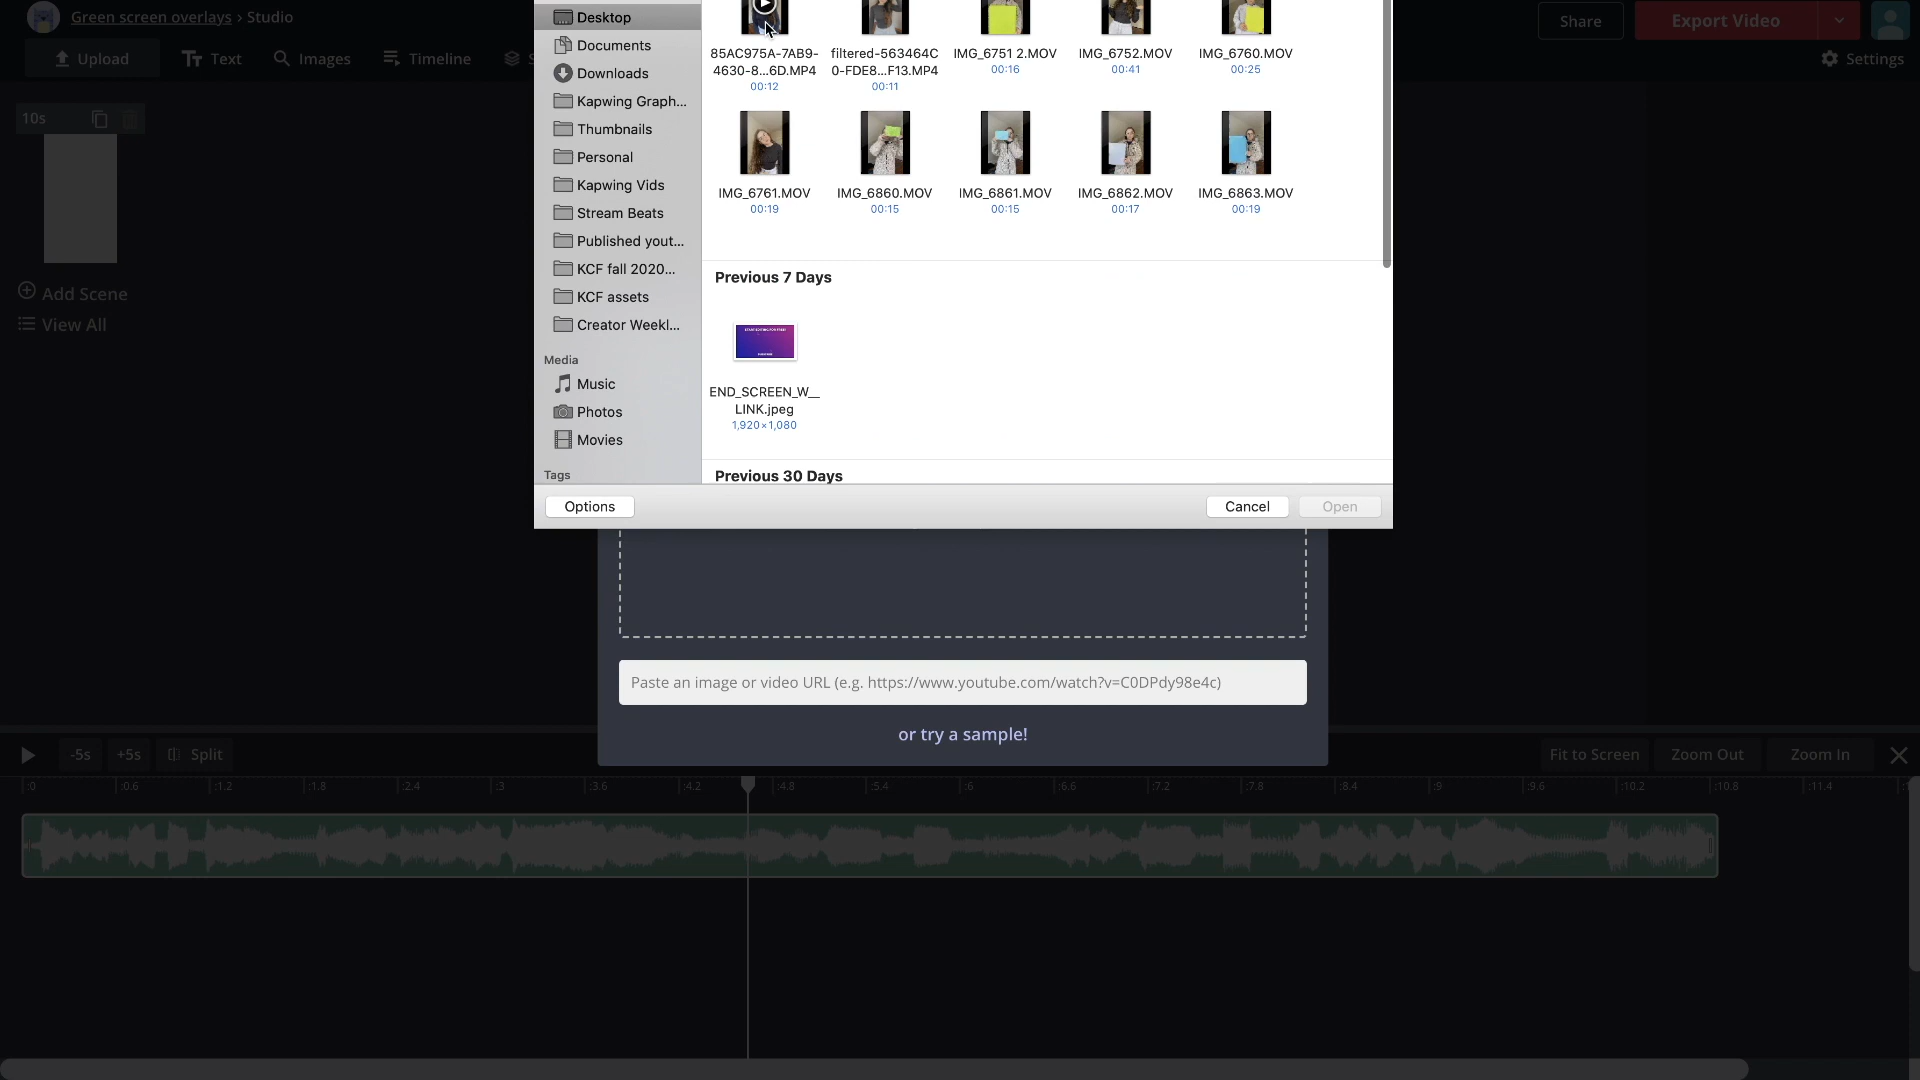 Green screen overlays › Studio
Share
Export Video
Upload
Text
Images
Timeline
S
Settings
10s
Add Scene
View All
Desktop
Documents
Downloads
Kapwing Graph...
Thumbnails
Personal
Kapwing Vids
Stream Beats
Published yout...
KCF fall 2020...
KCF assets
Creator Weekl...
Media
Music
Photos
Movies
Tags
85AC975A-7AB9-
4630-8...6D.MP4
00:12
filtered-563464C
0-FDE8...F13.MP4
00:11
IMG_6751 2.MOV
00:16
IMG_6752.MOV
00:41
IMG_6760.MOV
00:25
IMG_6761.MOV
00:19
IMG_6860.MOV
00:15
IMG_6861.MOV
00:15
IMG_6862.MOV
00:17
IMG_6863.MOV
00:19
Previous 7 Days
END_SCREEN_W__
LINK.jpeg
1,920×1,080
Previous 30 Days
Options
Cancel
Open
Paste an image or video URL (e.g. https://www.youtube.com/watch?v=C0DPdy98e4c)
or try a sample!
-5s
+5s
Split
Fit to Screen
Zoom Out
Zoom In
:0 :0.6 :1.2 :1.8 :2.4 :3 :3.6 :4.2 :4.8 :5.4 :6 :6.6 :7.2 :7.8 :8.4 :9 :9.6 :10.2 :10.8 :11.4